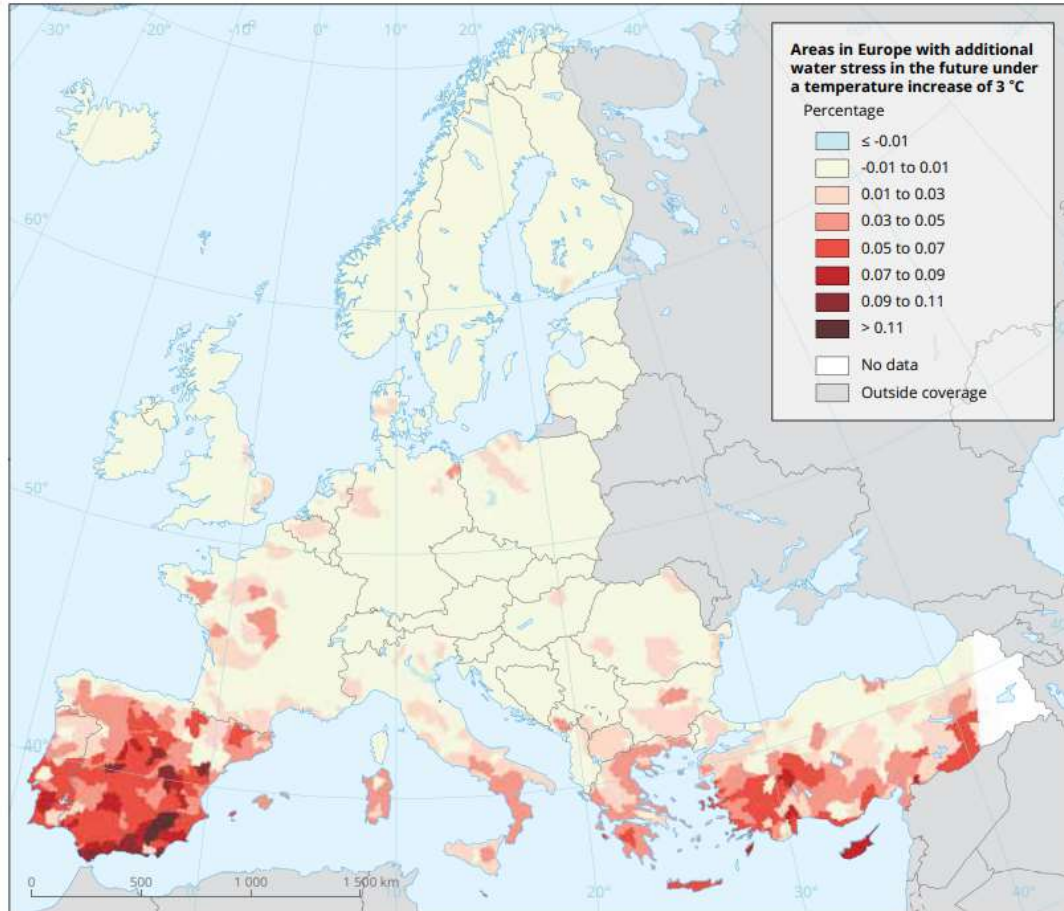 -30°
-20°
-10°
0°
10°
20°
30°
40°
Areas in Europe with additional
water stress in the future under
a temperature increase of 3 °C
Percentage
≤ -0.01
-0.01 to 0.01
0.01 to 0.03
0.03 to 0.05
0.05 to 0.07
0.07 to 0.09
0.09 to 0.11
> 0.11
No data
Outside coverage
60°
50°
40°
0 500 1 000 1 500 km
20°
30°
40°